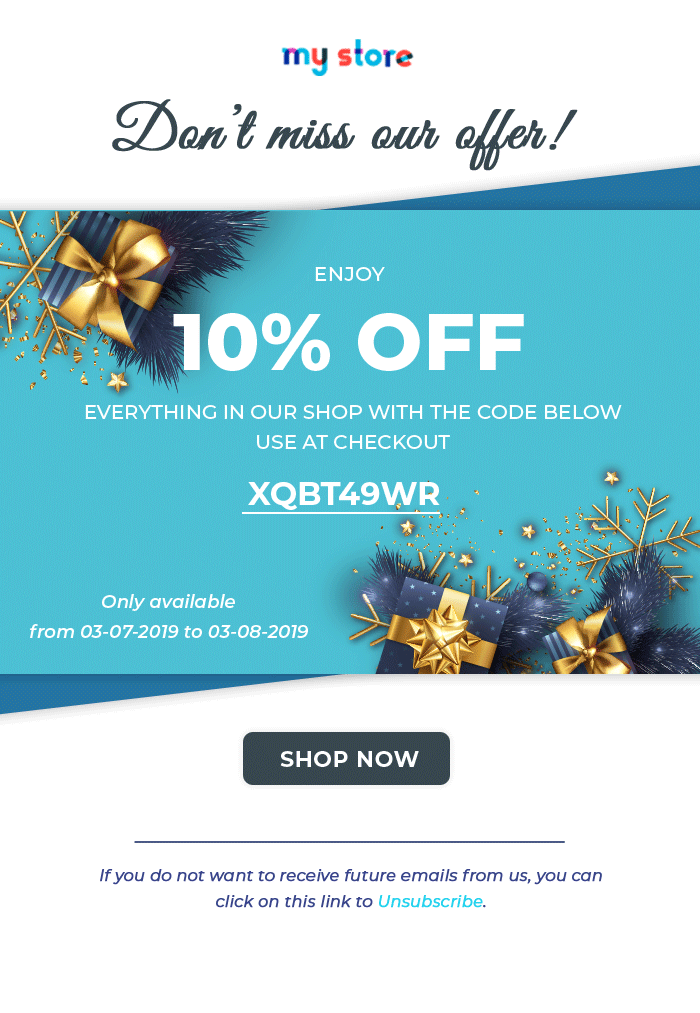 my store
Don't miss our offer!
ENJOY
10% OFF
EVERYTHING IN OUR SHOP WITH THE CODE BELOW
USE AT CHECKOUT
XQBT49WR
Only available
from 03-07-2019 to 03-08-2019
SHOP NOW
If you do not want to receive future emails from us, you can
click on this link to Unsubscribe.